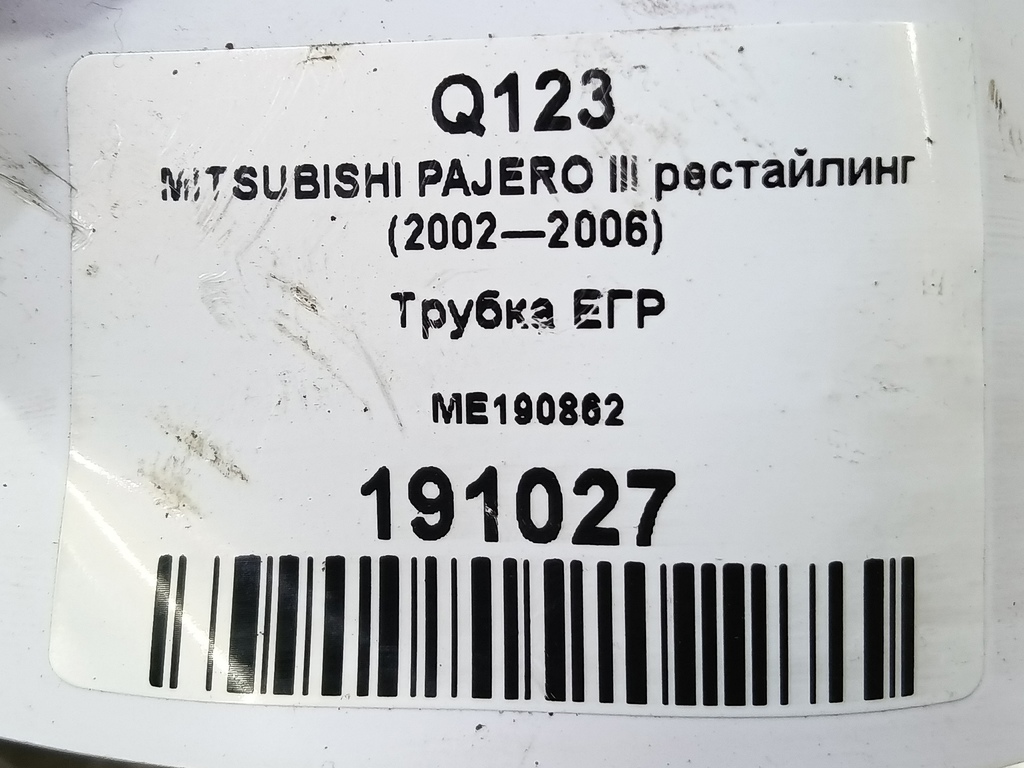 Q123
MITSUBISHI PAJERO III рестайлинг
(2002—2006)
Трубка ЕГР
ME190862
191027